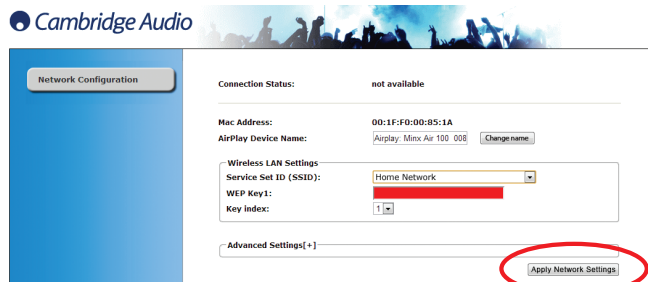 Cambridge Audio
Network Configuration
Connection Status: not available
Mac Address: 00:1F:F0:00:85:1A
AirPlay Device Name: Airplay: Minx Air 100 008 Change name
Wireless LAN Settings
Service Set ID (SSID): Home Network
WEP Key1:
Key index: 1
Advanced Settings[+]
Apply Network Settings